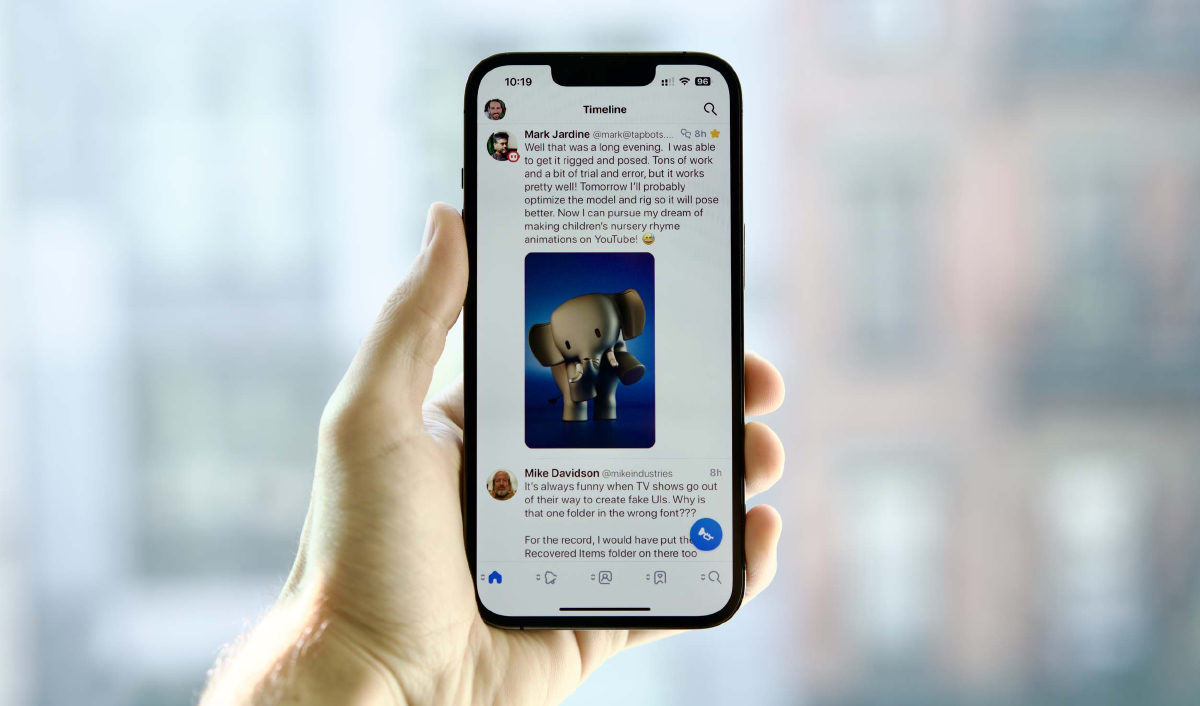 10:19
96
Timeline
Mark Jardine @mark@tapbots.... 8h
Well that was a long evening. I was able
to get it rigged and posed. Tons of work
and a bit of trial and error, but it works
pretty well! Tomorrow I'll probably
optimize the model and rig so it will pose
better. Now I can pursue my dream of
making children's nursery rhyme
animations on YouTube! 😅
Mike Davidson @mikeindustries 8h
It's always funny when TV shows go out
of their way to create fake UIs. Why is
that one folder in the wrong font???
For the record, I would have put the
Recovered Items folder on there too